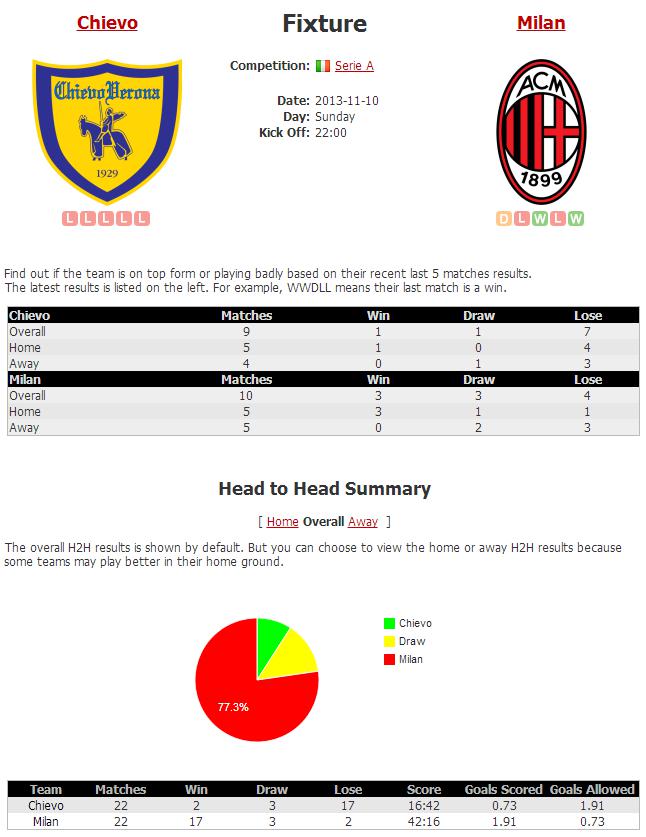 Chievo
Fixture
Milan
Competition: Serie A
Date: 2013-11-10
Day: Sunday
Kick Off: 22:00
ChievoVerona
1929
ACM
1899
L L L L L
D L W L W
Find out if the team is on top form or playing badly based on their recent last 5 matches results.
The latest results is listed on the left. For example, WWDLL means their last match is a win.
Chievo Matches Win Draw Lose
Overall 9 1 1 7
Home 5 1 0 4
Away 4 0 1 3
Milan Matches Win Draw Lose
Overall 10 3 3 4
Home 5 3 1 1
Away 5 0 2 3
Head to Head Summary
[ Home Overall Away ]
The overall H2H results is shown by default. But you can choose to view the home or away H2H results because
some teams may play better in their home ground.
Chievo
Draw
Milan
77.3%
Team Matches Win Draw Lose Score Goals Scored Goals Allowed
Chievo 22 2 3 17 16:42 0.73 1.91
Milan 22 17 3 2 42:16 1.91 0.73